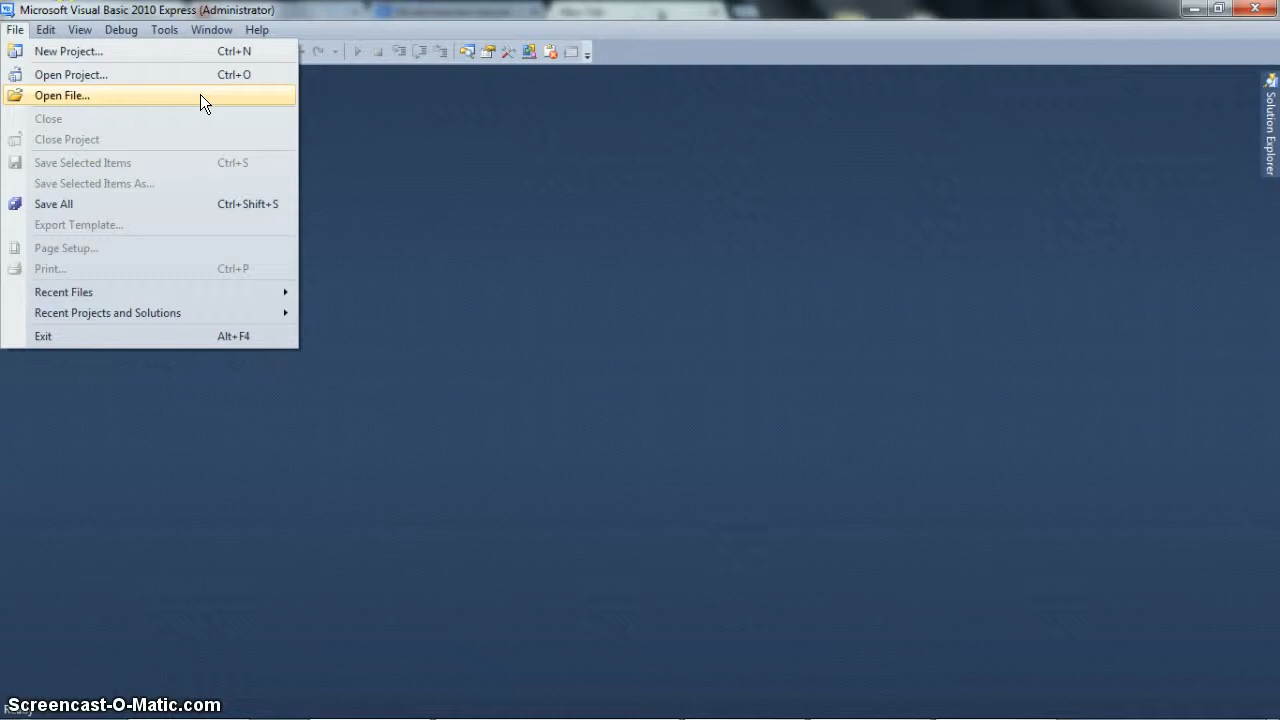 Microsoft Visual Basic 2010 Express (Administrator)
File Edit View Debug Tools Window Help
New Project... Ctrl+N
Open Project... Ctrl+O
Open File...
Close
Close Project
Save Selected Items Ctrl+S
Save Selected Items As...
Save All Ctrl+Shift+S
Export Template...
Page Setup...
Print... Ctrl+P
Recent Files
Recent Projects and Solutions
Exit Alt+F4
Solution Explorer
Screencast-O-Matic.com